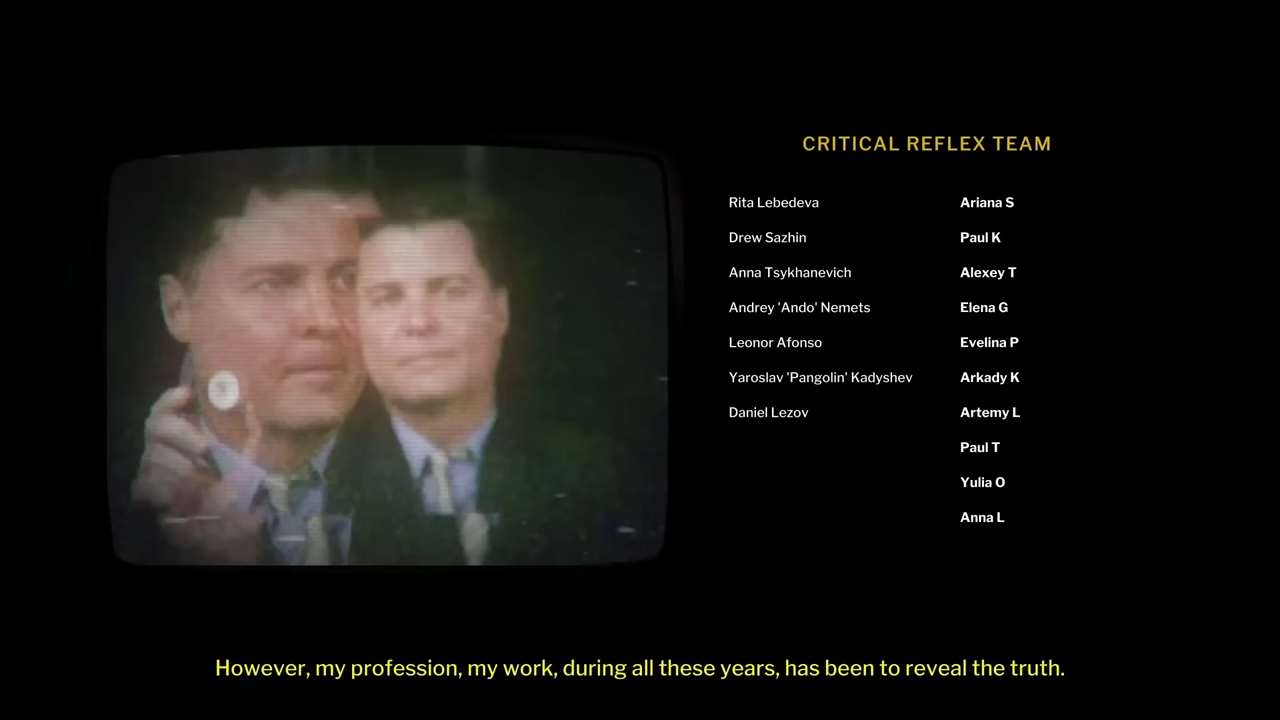 CRITICAL REFLEX TEAM
Rita Lebedeva
Drew Sazhin
Anna Tsykhanevich
Andrey 'Ando' Nemets
Leonor Afonso
Yaroslav 'Pangolin' Kadyshev
Daniel Lezov
Ariana S
Paul K
Alexey T
Elena G
Evelina P
Arkady K
Artemy L
Paul T
Yulia O
Anna L
However, my profession, my work, during all these years, has been to reveal the truth.